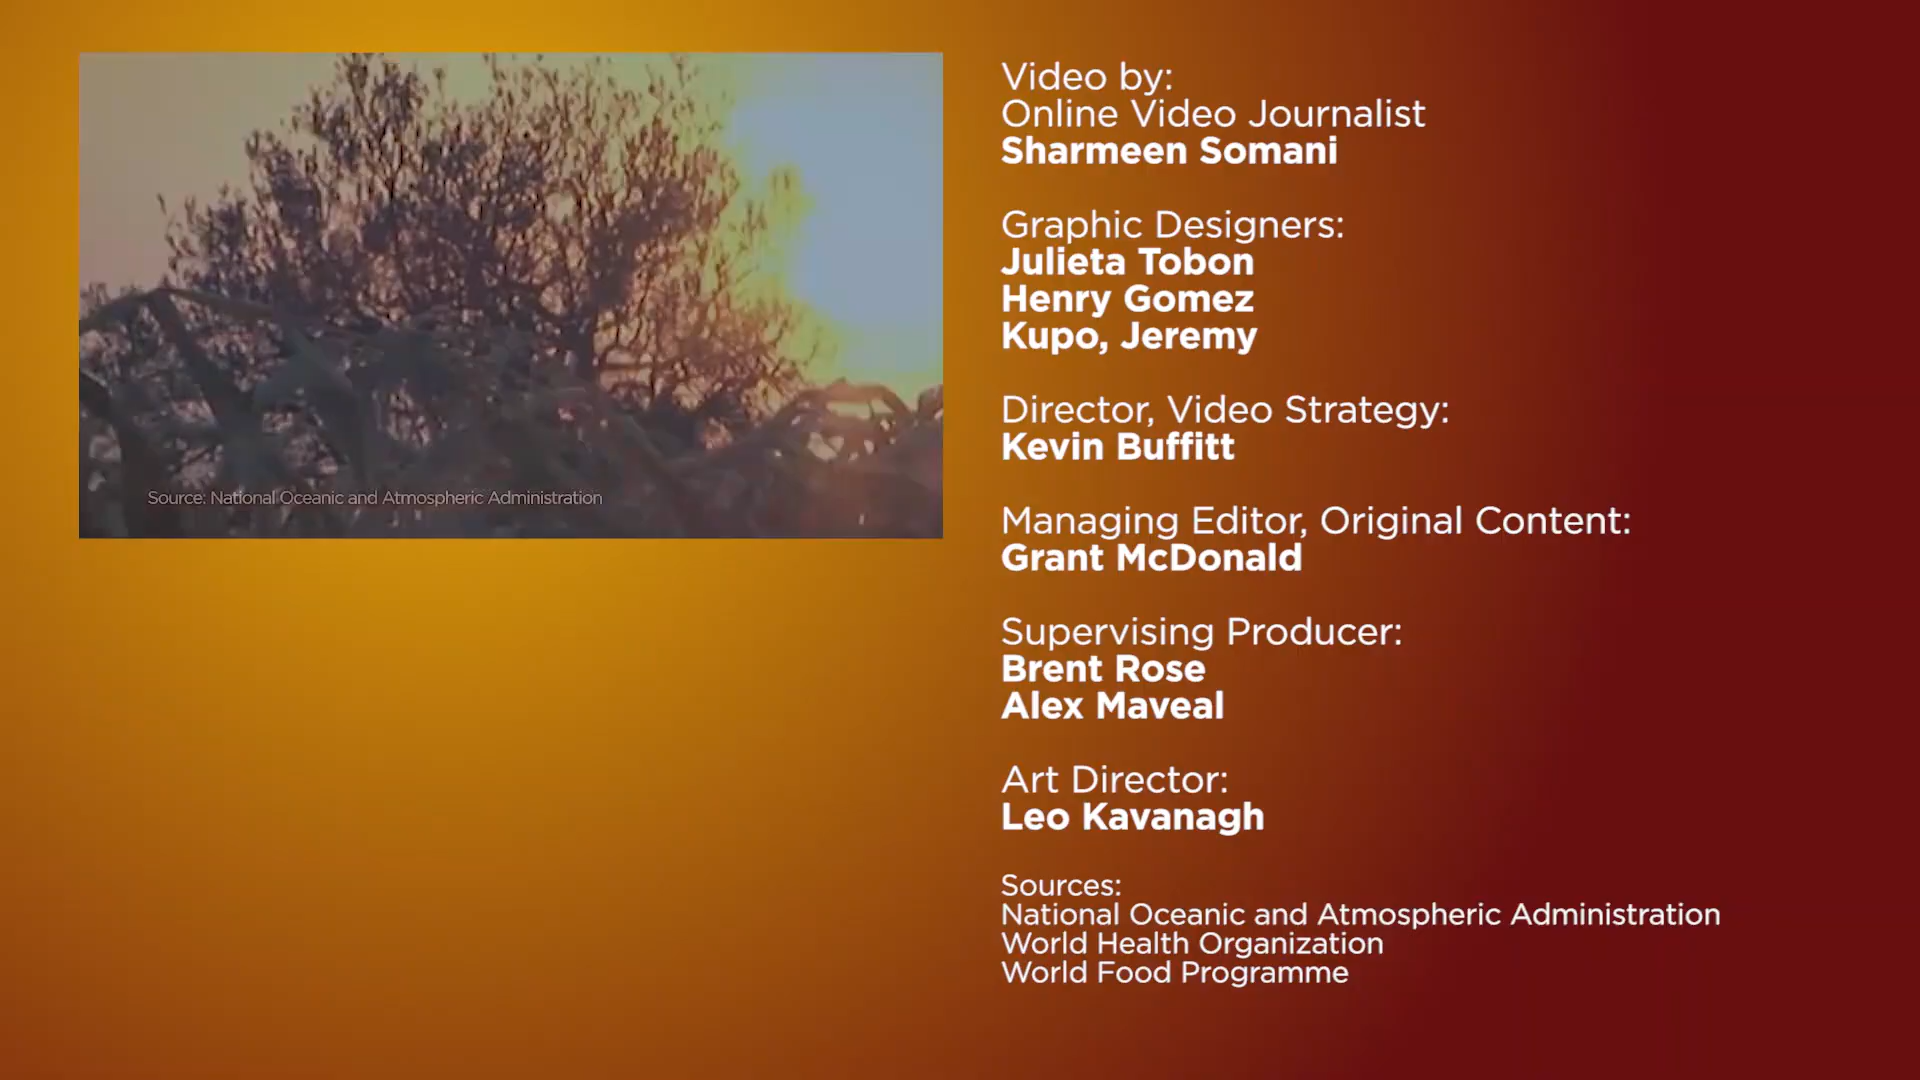 Source: National Oceanic and Atmospheric Administration
Video by:
Online Video Journalist
Sharmeen Somani
Graphic Designers:
Julieta Tobon
Henry Gomez
Kupo, Jeremy
Director, Video Strategy:
Kevin Buffitt
Managing Editor, Original Content:
Grant McDonald
Supervising Producer:
Brent Rose
Alex Maveal
Art Director:
Leo Kavanagh
Sources:
National Oceanic and Atmospheric Administration
World Health Organization
World Food Programme